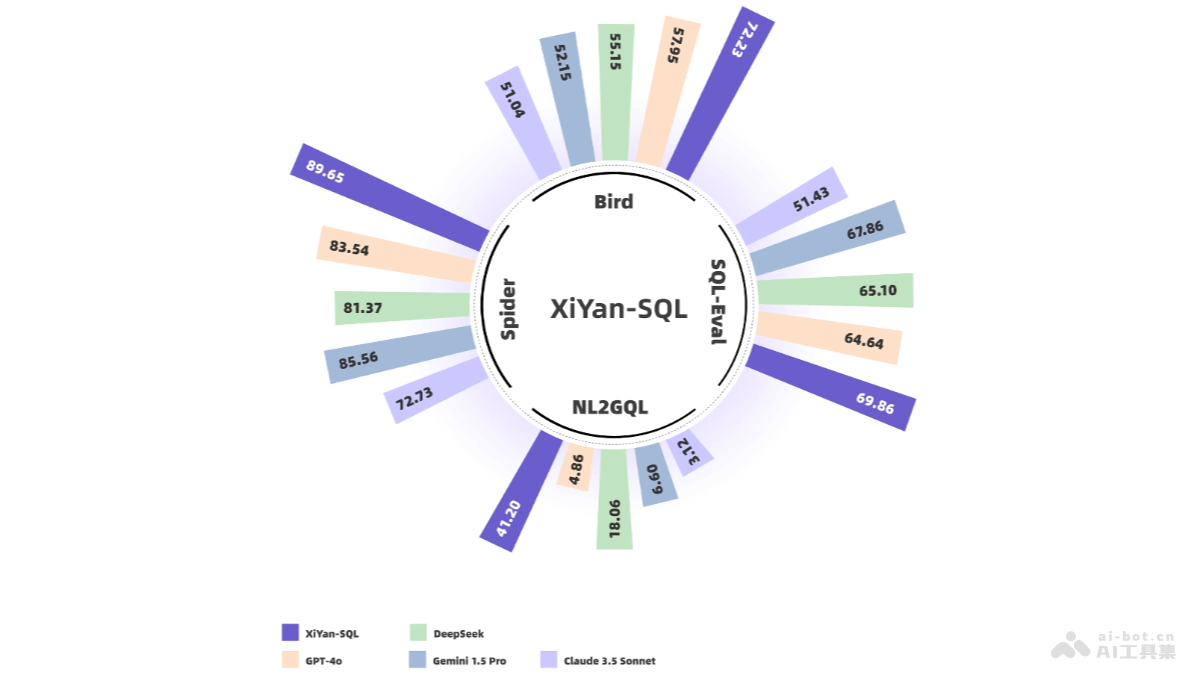 51.04
52.15
55.15
57.95
72.23
Bird
51.43
67.86
65.10
64.64
69.86
SQL-Eval
89.65
83.54
81.37
85.56
72.73
Spider
XiYan-SQL
NL2GQL
41.20
4.86
18.06
6.60
3.12
XiYan-SQL
DeepSeek
GPT-4o
Gemini 1.5 Pro
Claude 3.5 Sonnet
ai-bot.cn
AI工具集